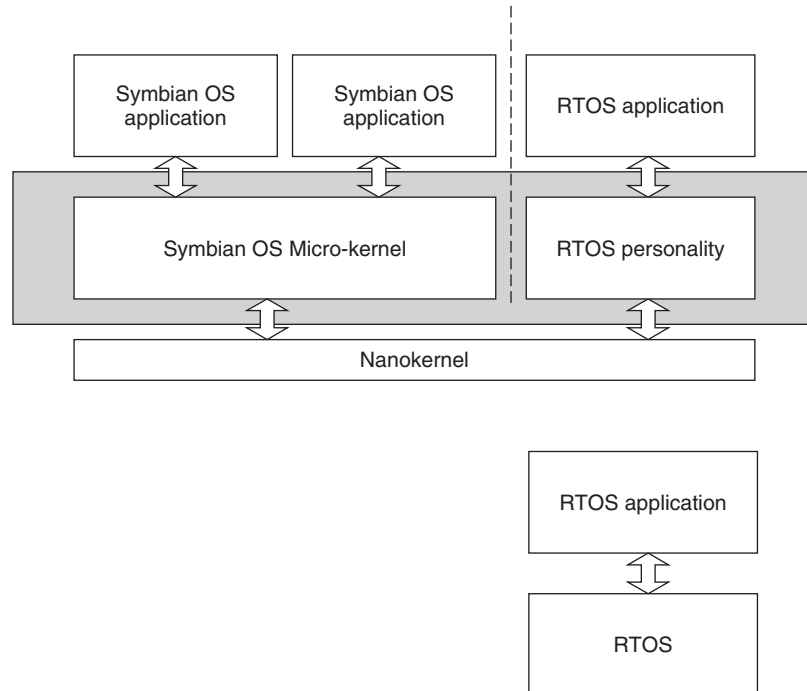 Symbian OS
application
Symbian OS
application
RTOS application
Symbian OS Micro-kernel
RTOS personality
Nanokernel
RTOS application
RTOS